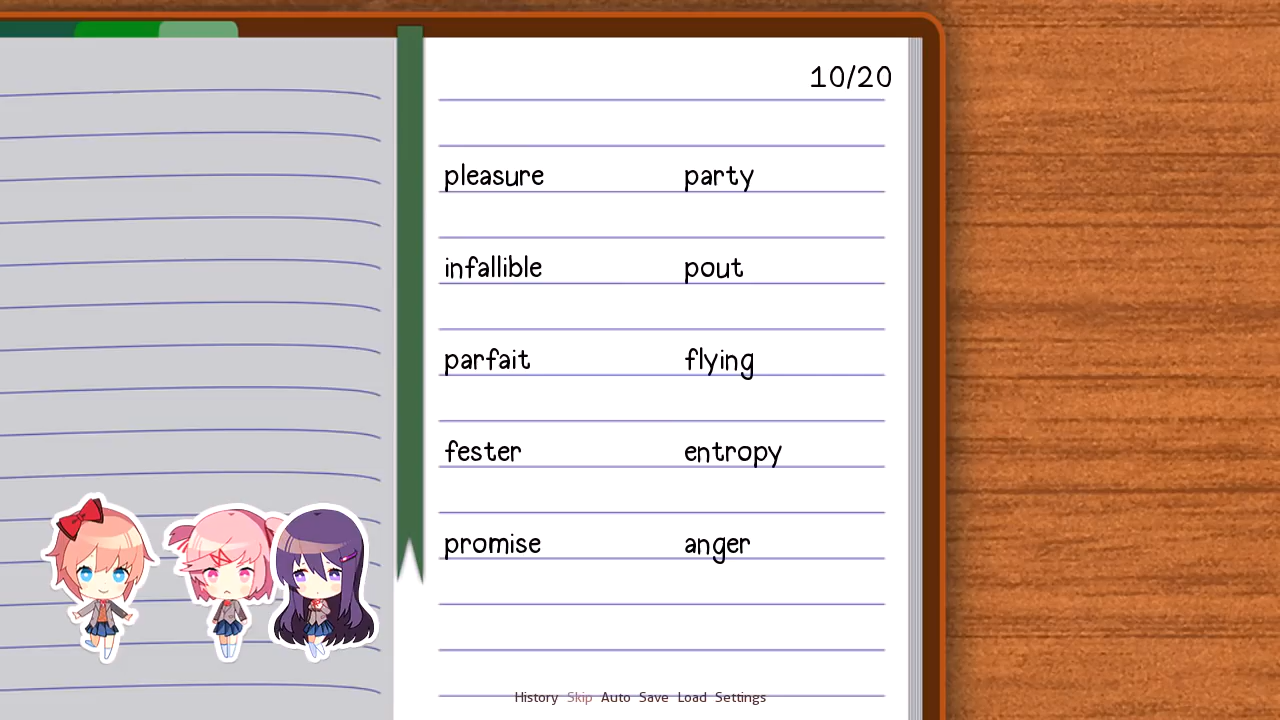 10/20
pleasure party
infallible pout
parfait flying
fester entropy
promise anger
History Skip Auto Save Load Settings